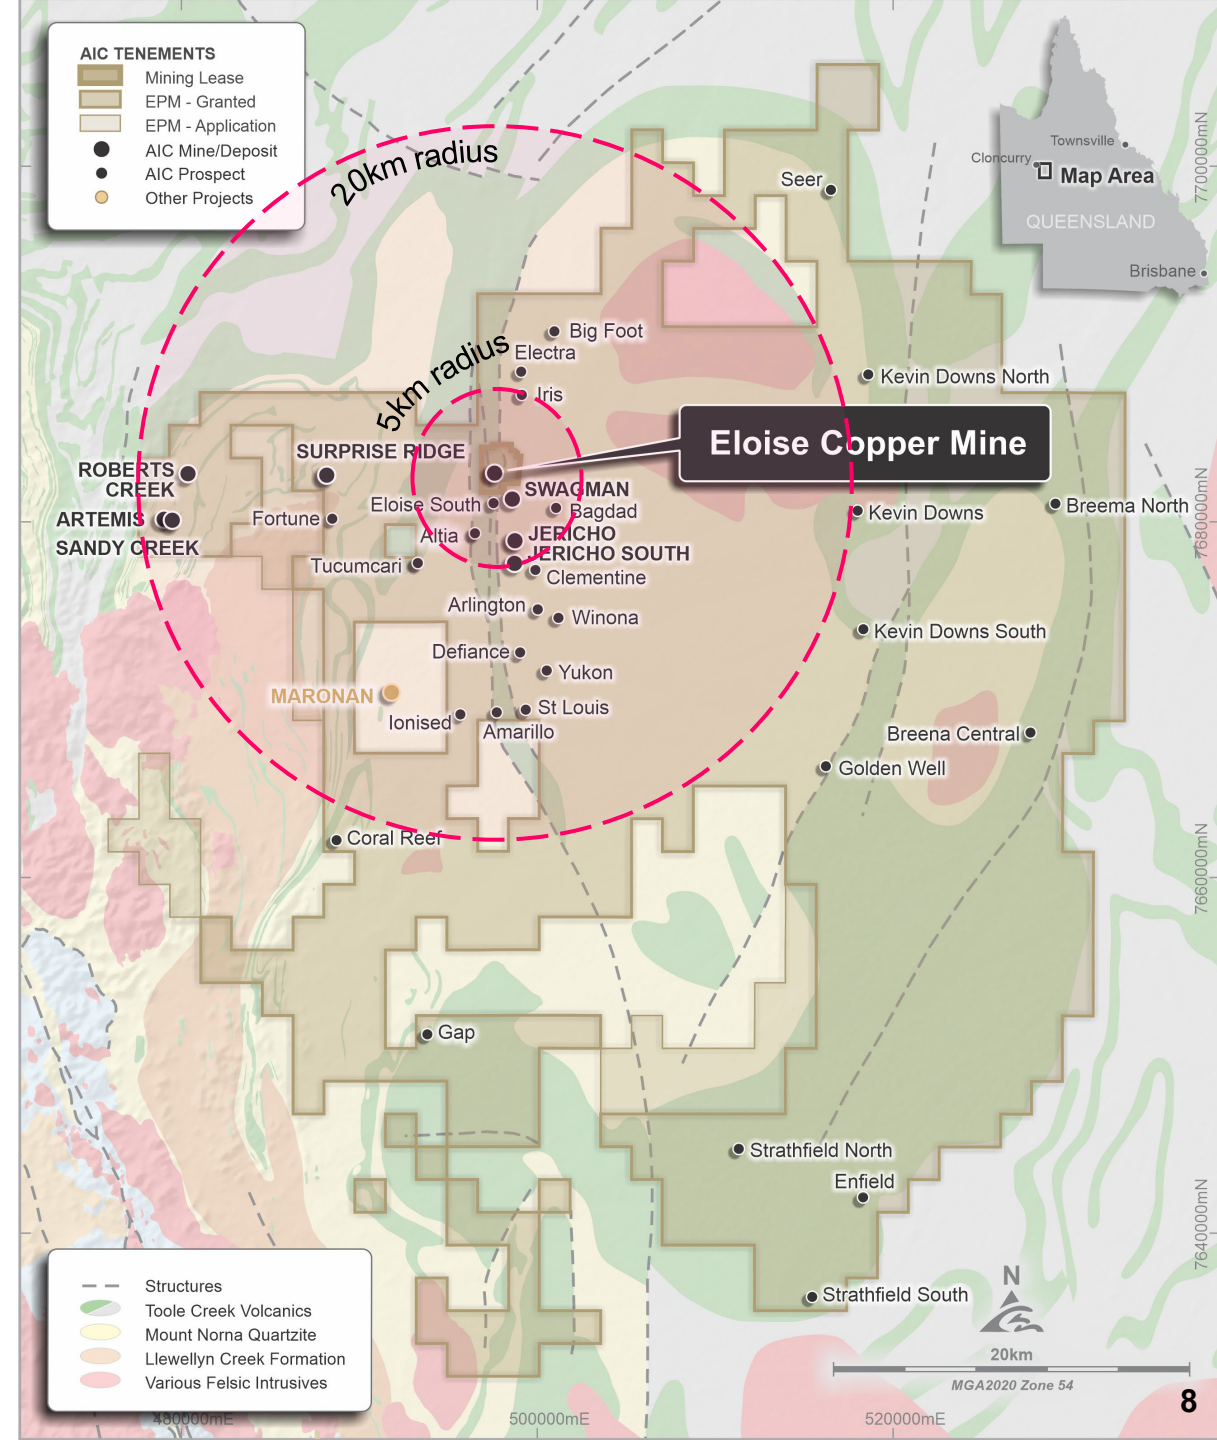 AIC TENEMENTS
Mining Lease
EPM - Granted
EPM - Application
AIC Mine/Deposit
AIC Prospect
Other Projects
20km radius
Seer
Townsville
Cloncurry
Map Area
QUEENSLAND
Brisbane
7700000mN
Big Foot
Electra
5km radius
Iris
Kevin Downs North
Eloise Copper Mine
SURPRISE RIDGE
ROBERTS
CREEK
SWAGMAN
Eloise South
Bagdad
Kevin Downs
Breema North
ARTEMIS
Fortune
Altia
JERICHO
SANDY CREEK
JERICHO SOUTH
7680000mN
Tucumcari
Clementine
Arlington
Winona
Kevin Downs South
Defiance
Yukon
MARONAN
Ionised
St Louis
Amarillo
Breena Central
Golden Well
Coral Reef
7660000mN
Gap
Strathfield North
Enfield
7640000mN
Strathfield South
Structures
Toole Creek Volcanics
Mount Norna Quartzite
Llewellyn Creek Formation
Various Felsic Intrusives
N
20km
MGA2020 Zone 54
8
480000mE
500000mE
520000mE